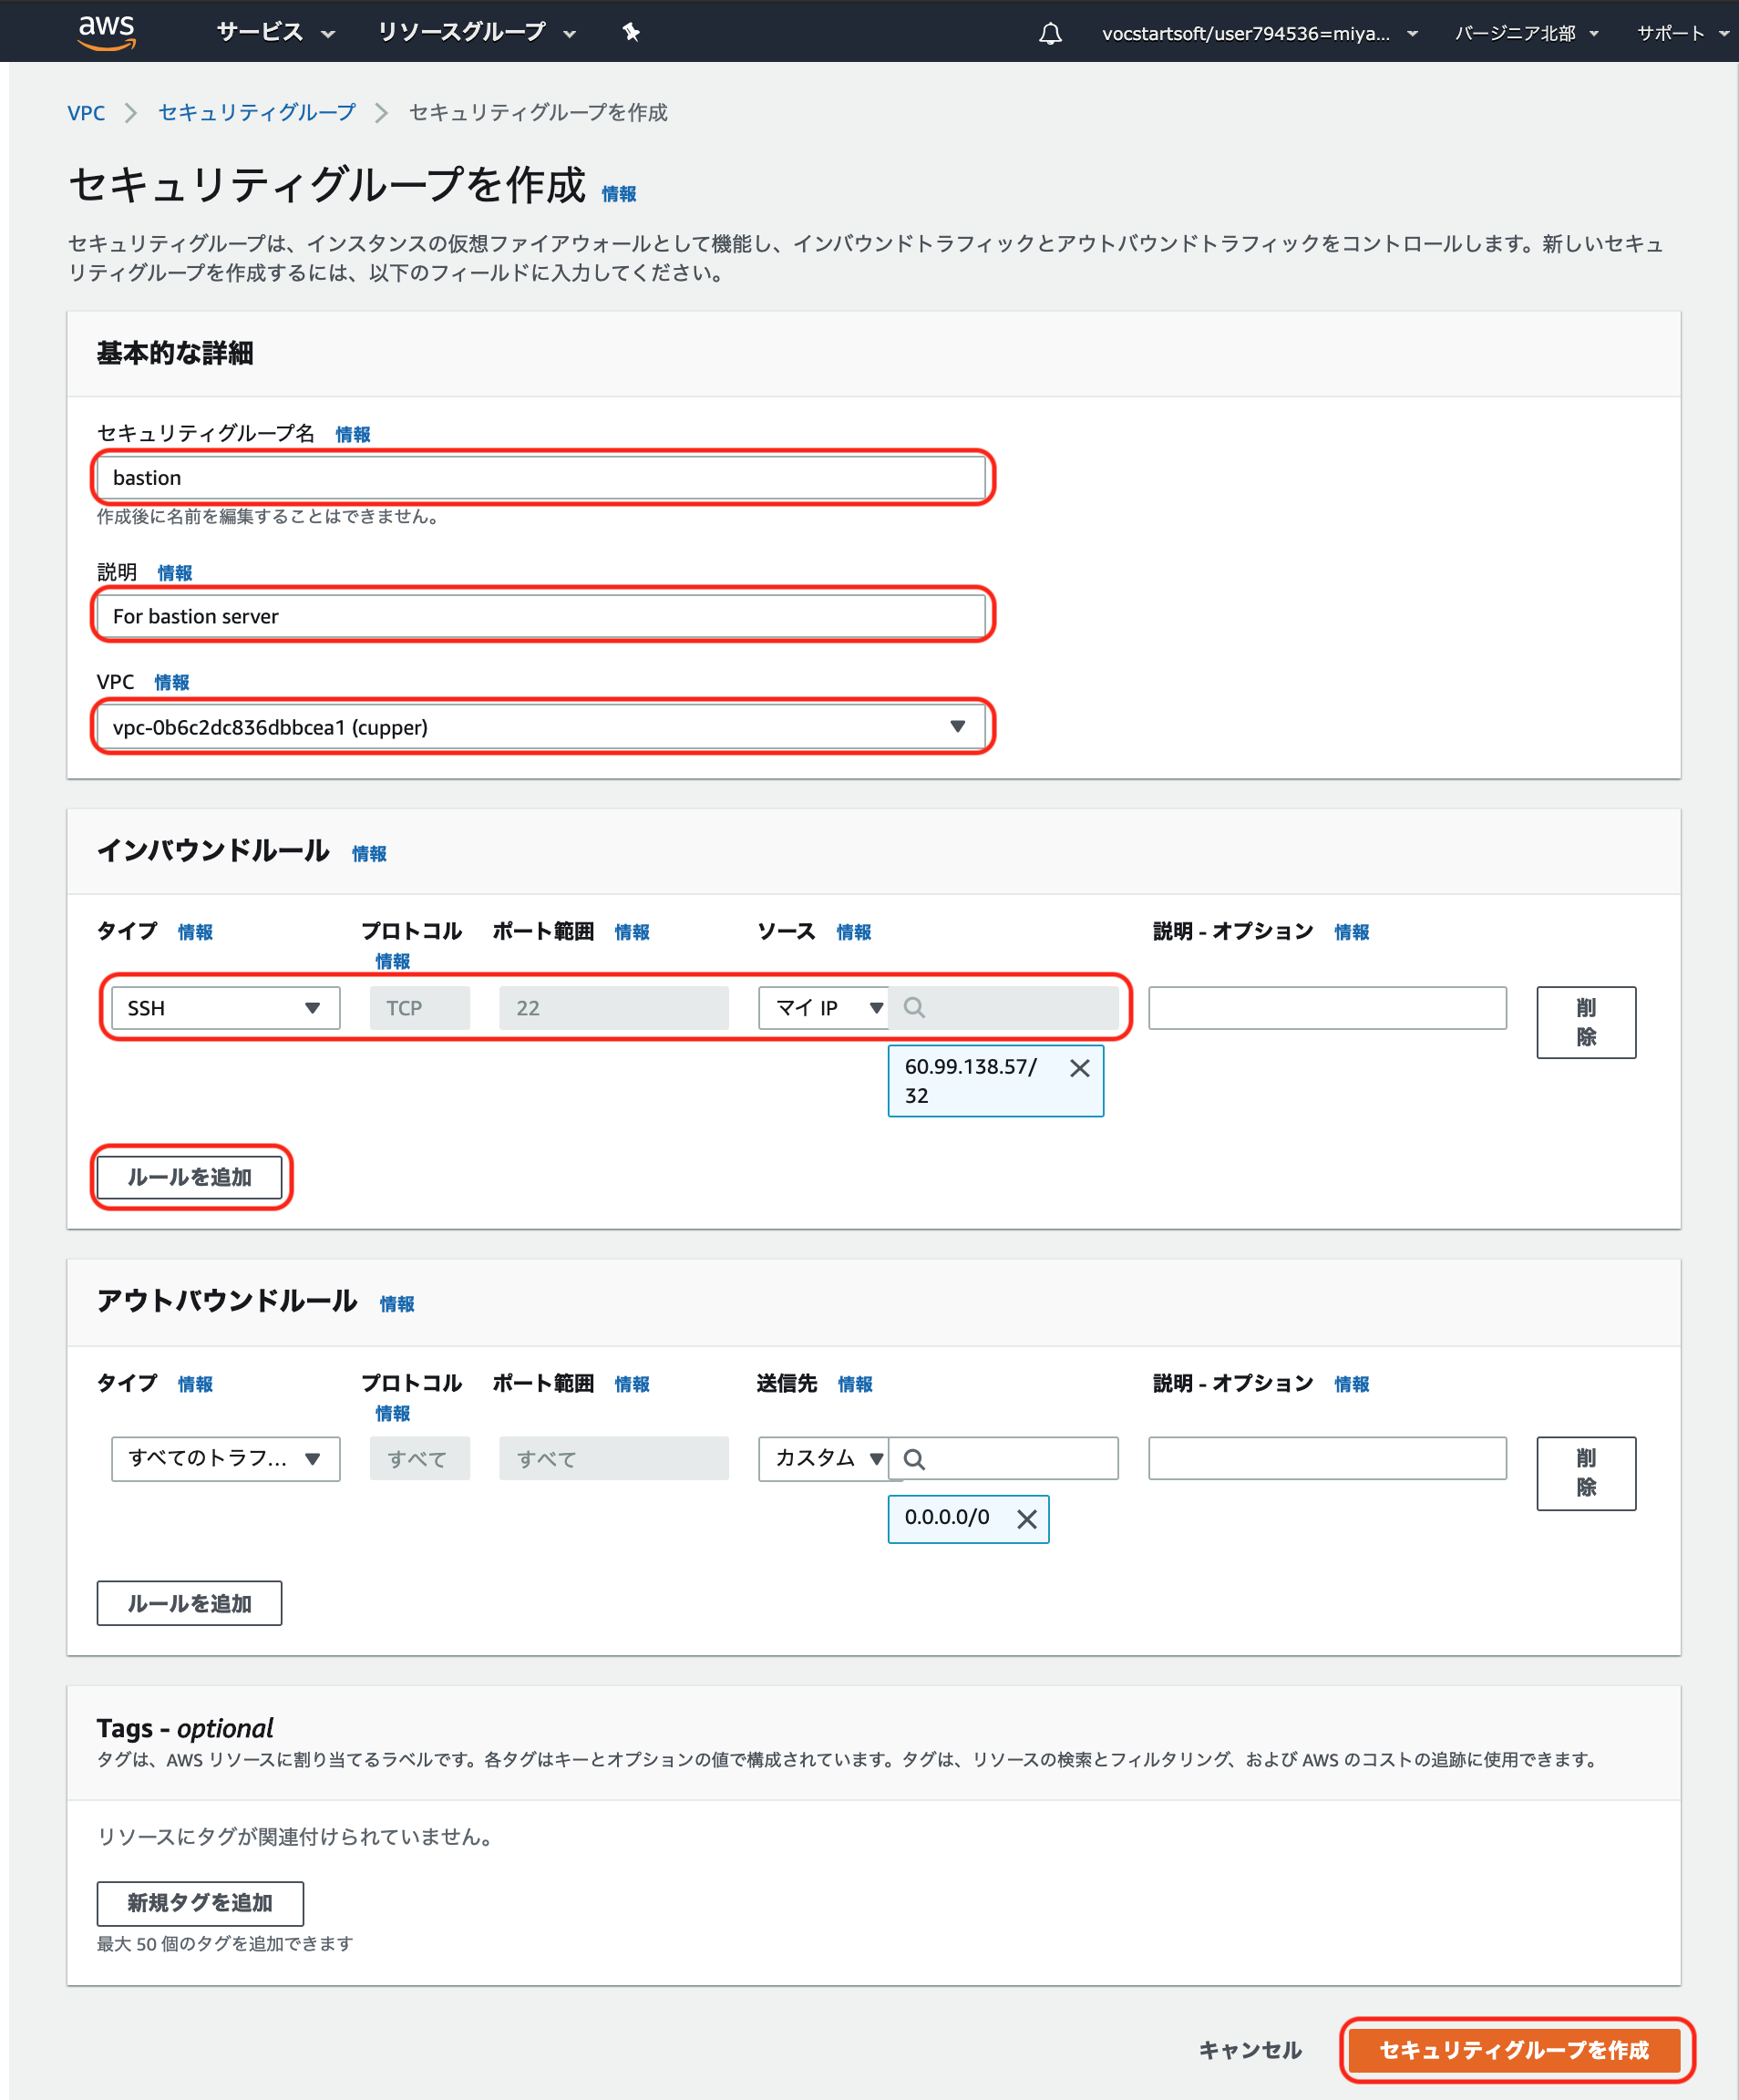 aws サービス リソースグループ vocstartsoft/user794536=miya... バージニア北部 サポート
VPC セキュリティグループ セキュリティグループを作成
セキュリティグループを作成 情報
セキュリティグループは、インスタンスの仮想ファイアウォールとして機能し、インバウンドトラフィックとアウトバウンドトラフィックをコントロールします。新しいセキュ
リティグループを作成するには、以下のフィールドに入力してください。
基本的な詳細
セキュリティグループ名 情報
bastion
作成後に名前を編集することはできません。
説明 情報
For bastion server
VPC 情報
vpc-0b6c2dc836dbbcea1 (cupper)
インバウンドルール 情報
タイプ 情報 プロトコル ポート範囲 情報 ソース 情報 説明 - オプション 情報
情報
SSH TCP 22 マイ IP 削
除
60.99.138.57/
32
ルールを追加
アウトバウンドルール 情報
タイプ 情報 プロトコル ポート範囲 情報 送信先 情報 説明 - オプション 情報
情報
すべてのトラフ... すべて すべて カスタム 削
除
0.0.0.0/0
ルールを追加
Tags - optional
タグは、AWS リソースに割り当てるラベルです。各タグはキーとオプションの値で構成されています。タグは、リソースの検索とフィルタリング、および AWS のコストの追跡に使用できます。
リソースにタグが関連付けられていません。
新規タグを追加
最大 50 個のタグを追加できます
キャンセル セキュリティグループを作成